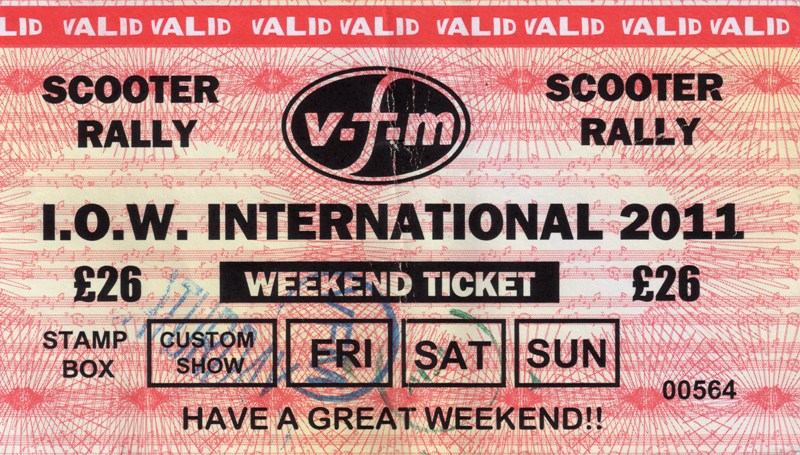 LID VALID VALID VALID VALID VALID VALID VALID VALID
SCOOTER RALLY
v-f-m
SCOOTER RALLY
I.O.W. INTERNATIONAL 2011
£26 WEEKEND TICKET £26
STAMP BOX
CUSTOM SHOW
FRI SAT SUN
00564
HAVE A GREAT WEEKEND!!